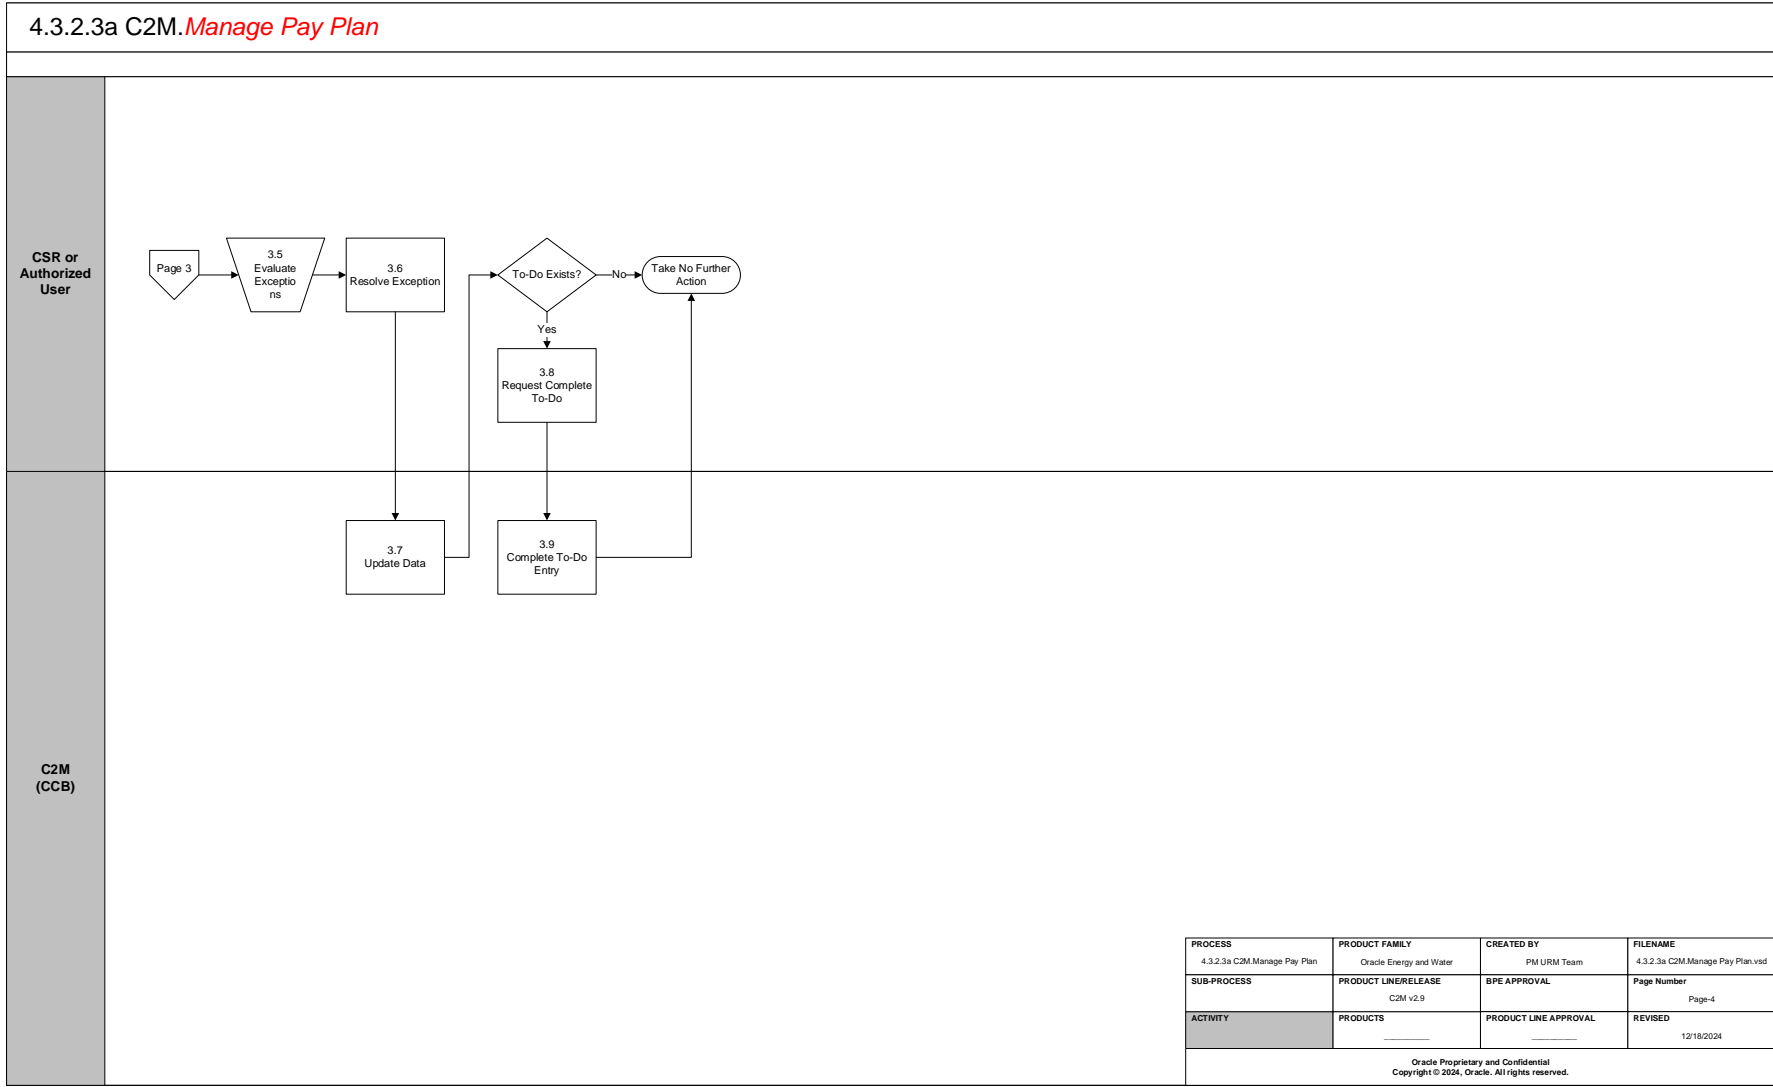 4.3.2.3a C2M.Manage Pay Plan
CSR or
Authorized
User
Page 3
3.5
Evaluate
Exceptio
ns
3.6
Resolve Exception
To-Do Exists?
No
Take No Further
Action
Yes
3.8
Request Complete
To-Do
C2M
(CCB)
3.7
Update Data
3.9
Complete To-Do
Entry
PROCESS
4.3.2.3a C2M.Manage Pay Plan
PRODUCT FAMILY
Oracle Energy and Water
CREATED BY
PM URM Team
FILENAME
4.3.2.3a C2M.Manage Pay Plan.vsd
SUB-PROCESS
PRODUCT LINE/RELEASE
C2M v2.9
BPE APPROVAL
Page Number
Page-4
ACTIVITY
PRODUCTS
PRODUCT LINE APPROVAL
REVISED
12/18/2024
Oracle Proprietary and Confidential
Copyright © 2024, Oracle. All rights reserved.